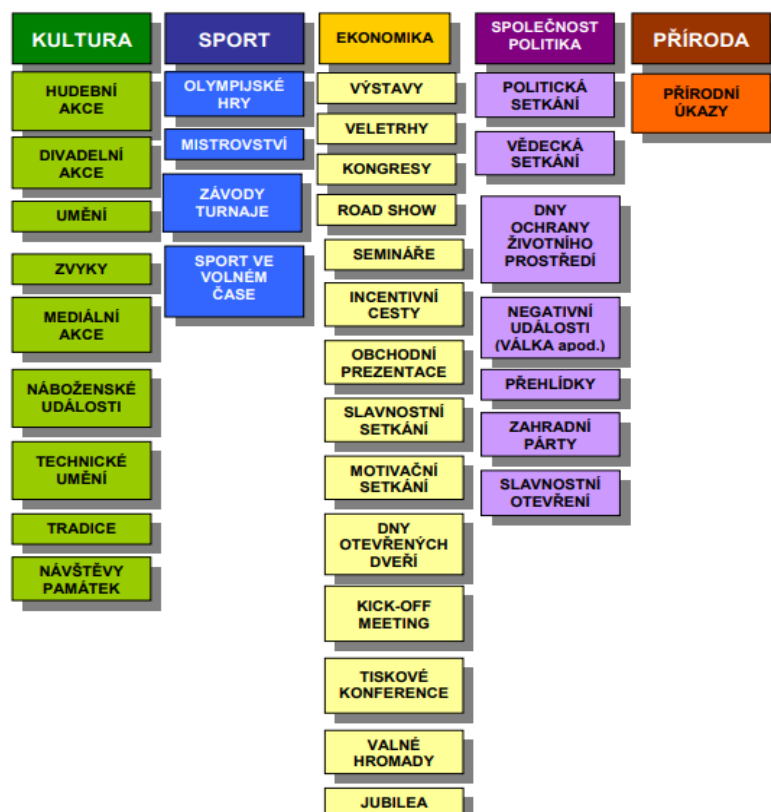 KULTURA
HUDEBNÍ
AKCE
DIVADELNÍ
AKCE
UMĚNÍ
ZVYKY
MEDIÁLNÍ
AKCE
NÁBOŽENSKÉ
UDÁLOSTI
TECHNICKÉ
UMĚNÍ
TRADICE
NÁVŠTĚVY
PAMÁTEK
SPORT
OLYMPIJSKÉ
HRY
MISTROVSTVÍ
ZÁVODY
TURNAJE
SPORT VE
VOLNÉM
ČASE
EKONOMIKA
VÝSTAVY
VELETRHY
KONGRESY
ROAD SHOW
SEMINÁŘE
INCENTIVNÍ
CESTY
OBCHODNÍ
PREZENTACE
SLAVNOSTNÍ
SETKÁNÍ
MOTIVAČNÍ
SETKÁNÍ
DNY
OTEVŘENÝCH
DVEŘÍ
KICK-OFF
MEETING
TISKOVÉ
KONFERENCE
VALNÉ
HROMADY
JUBILEA
SPOLEČNOST
POLITIKA
POLITICKÁ
SETKÁNÍ
VĚDECKÁ
SETKÁNÍ
DNY
OCHRANY
ŽIVOTNÍHO
PROSTŘEDÍ
NEGATIVNÍ
UDÁLOSTI
(VÁLKA apod.)
PŘEHLÍDKY
ZAHRADNÍ
PÁRTY
SLAVNOSTNÍ
OTEVŘENÍ
PŘÍRODA
PŘÍRODNÍ
ÚKAZY